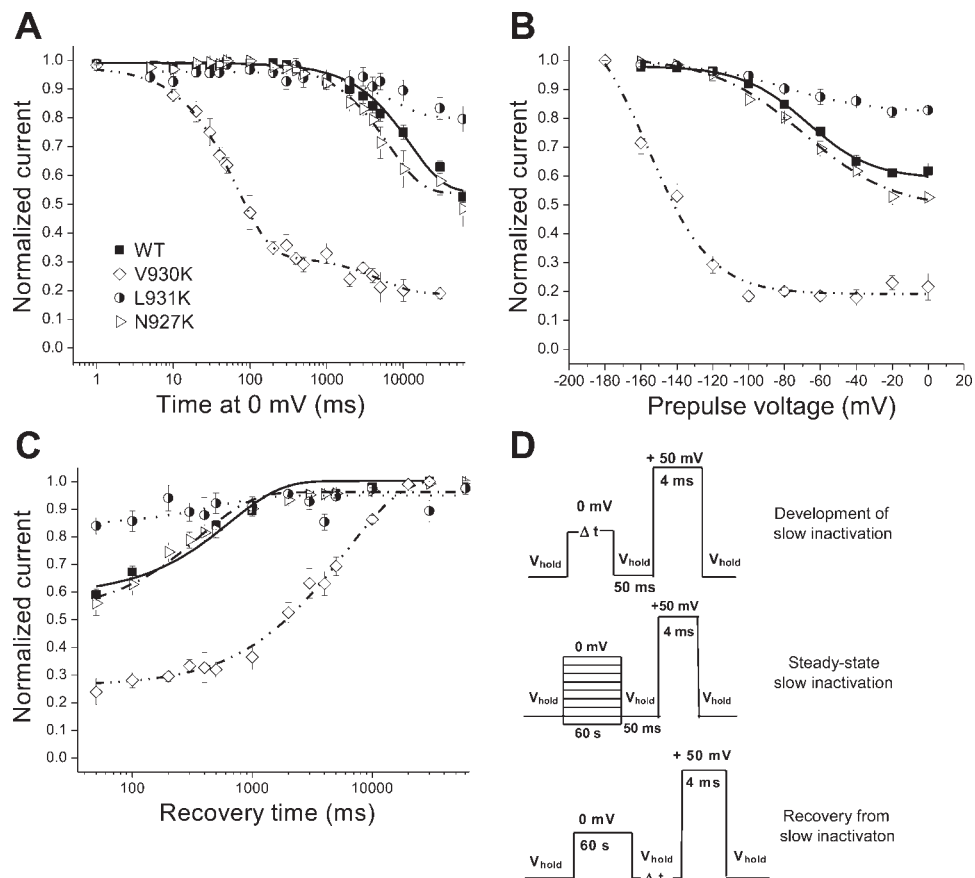 A
Normalized current
1.0
0.9
0.8
0.7
0.6
0.5
0.4
0.3
0.2
0.1
0.0
WT
V930K
L931K
N927K
1 10 100 1000 10000
Time at 0 mV (ms)
B
Normalized current
1.0
0.9
0.8
0.7
0.6
0.5
0.4
0.3
0.2
0.1
0.0
-200 -180 -160 -140 -120 -100 -80 -60 -40 -20 0 20
Prepulse voltage (mV)
C
Normalized current
1.0
0.9
0.8
0.7
0.6
0.5
0.4
0.3
0.2
0.1
0.0
100 1000 10000
Recovery time (ms)
D
+ 50 mV
4 ms
0 mV
Δ t
Vhold Vhold Vhold
50 ms
Development of
slow inactivation
+50 mV
4 ms
0 mV
Vhold Vhold Vhold
60 s 50 ms
Steady-state
slow inactivation
+ 50 mV
4 ms
0 mV
60 s
Vhold Vhold Vhold
Δ t
Recovery from
slow inactivaton